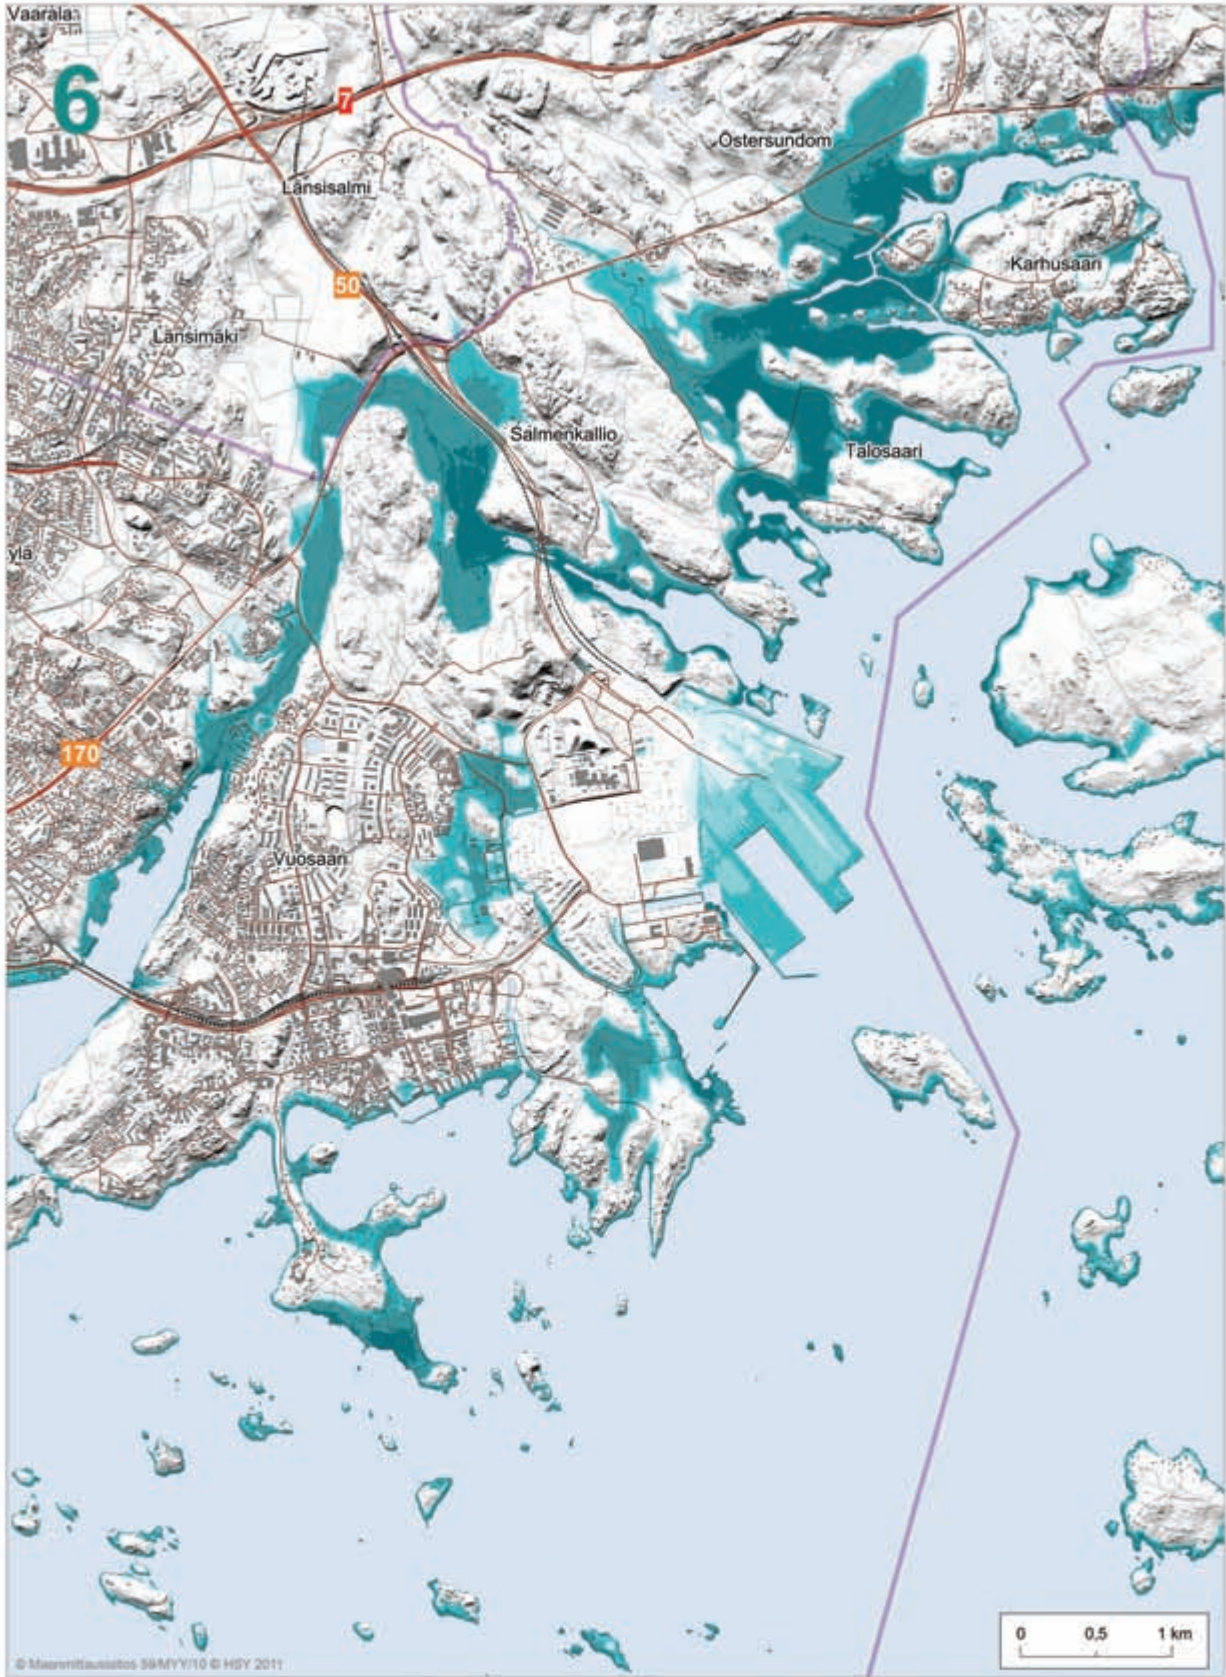 Vaarala
6
7
Östersundom
Länsisalmi
Karhusaari
50
Länsimäki
Salmenkallio
Talosaari
ylä
170
Vuosaari
0 0,5 1 km
© Maanmittauslaitos 59/MYY/10 © HSY 2011